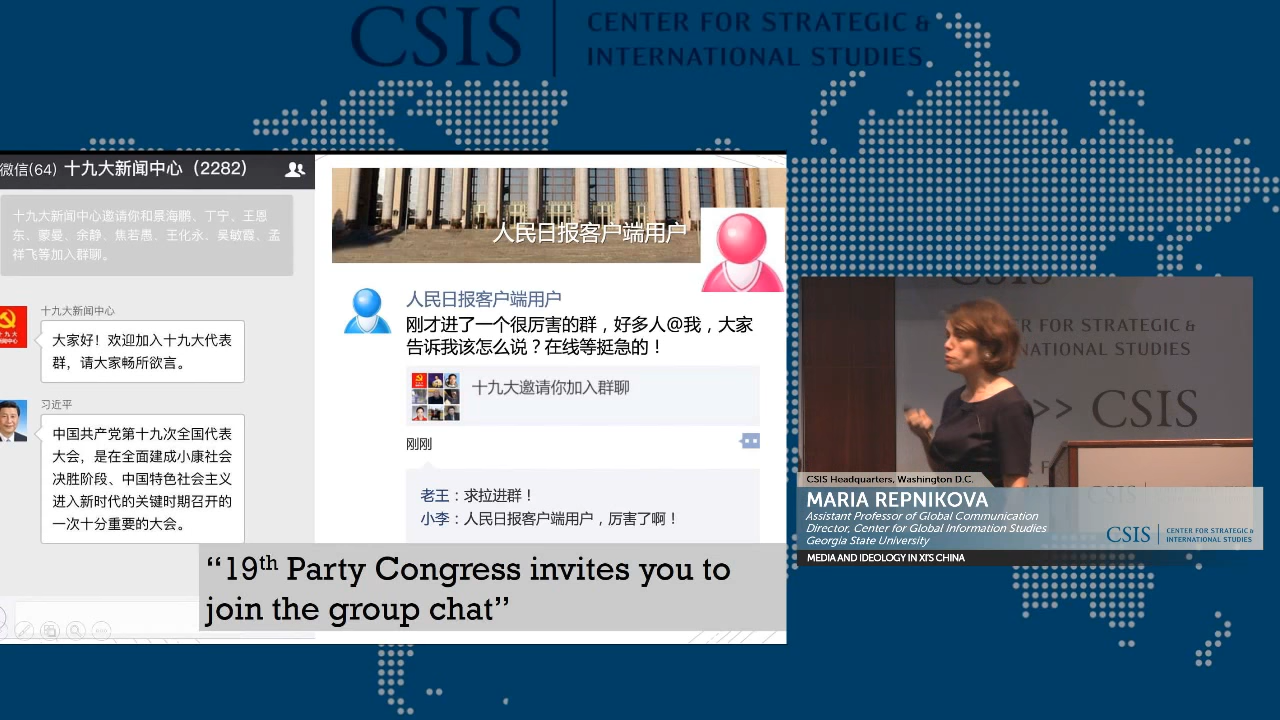 CSIS
CENTER FOR STRATEGIC &
INTERNATIONAL STUDIES
微信(64) 十九大新闻中心（2282）
十九大新闻中心邀请你和景海鹏、丁宁、王恩
东、蒙曼、余静、焦若愚、王化永、吴敏霞、孟
祥飞等加入群聊。
十九大新闻中心
大家好！欢迎加入十九大代表
群，请大家畅所欲言。
习近平
中国共产党第十九次全国代表
大会，是在全面建成小康社会
决胜阶段、中国特色社会主义
进入新时代的关键时期召开的
一次十分重要的大会。
人民日报客户端用户
人民日报客户端用户
刚才进了一个很厉害的群，好多人@我，大家
告诉我该怎么说？在线等挺急的！
十九大邀请你加入群聊
刚刚
老王：求拉进群！
小李：人民日报客户端用户，厉害了啊！
“19th Party Congress invites you to
join the group chat”
R FOR STRATEGIC &
NATIONAL STUDIES
>> CSIS
CSIS Headquarters, Washington D.C.
MARIA REPNIKOVA
Assistant Professor of Global Communication
Director, Center for Global Information Studies
Georgia State University
CSIS
CENTER FOR STRATEGIC &
INTERNATIONAL STUDIES
MEDIA AND IDEOLOGY IN XI'S CHINA